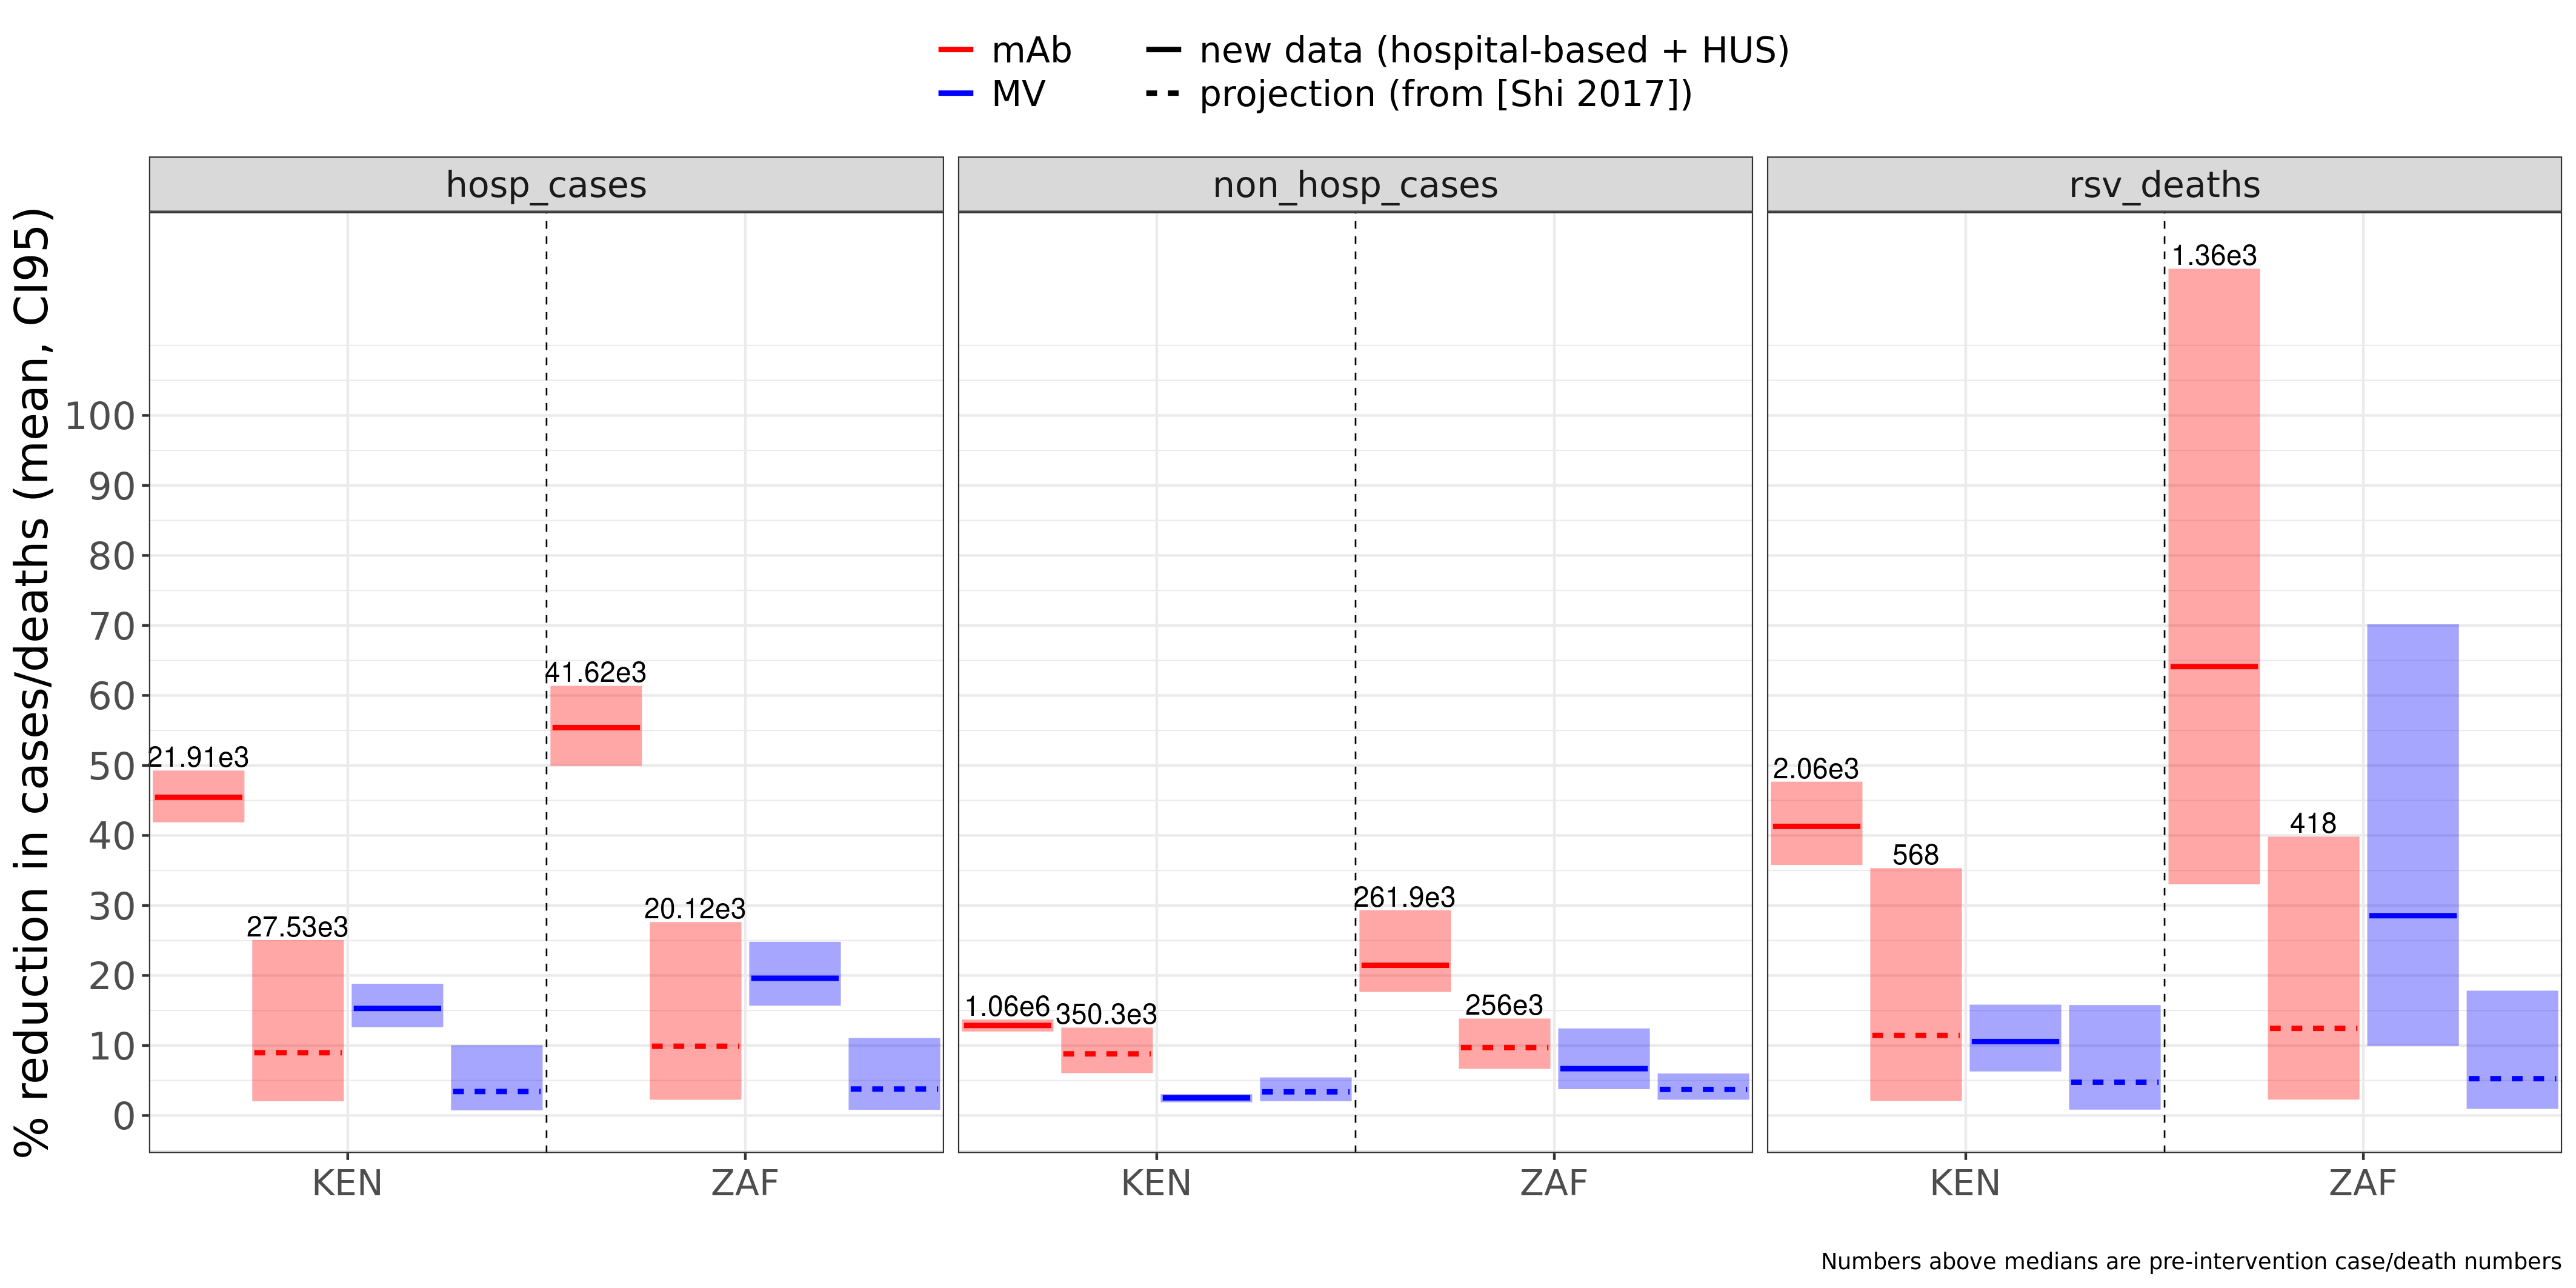 mAb
MV
new data (hospital-based + HUS)
projection (from [Shi 2017])
hosp_cases
non_hosp_cases
rsv_deaths
% reduction in cases/deaths (mean, CI95)
100
90
80
70
60
50
40
30
20
10
0
21.91e3
27.53e3
41.62e3
20.12e3
1.06e6
350.3e3
261.9e3
256e3
2.06e3
568
1.36e3
418
KEN
ZAF
KEN
ZAF
KEN
ZAF
Numbers above medians are pre-intervention case/death numbers